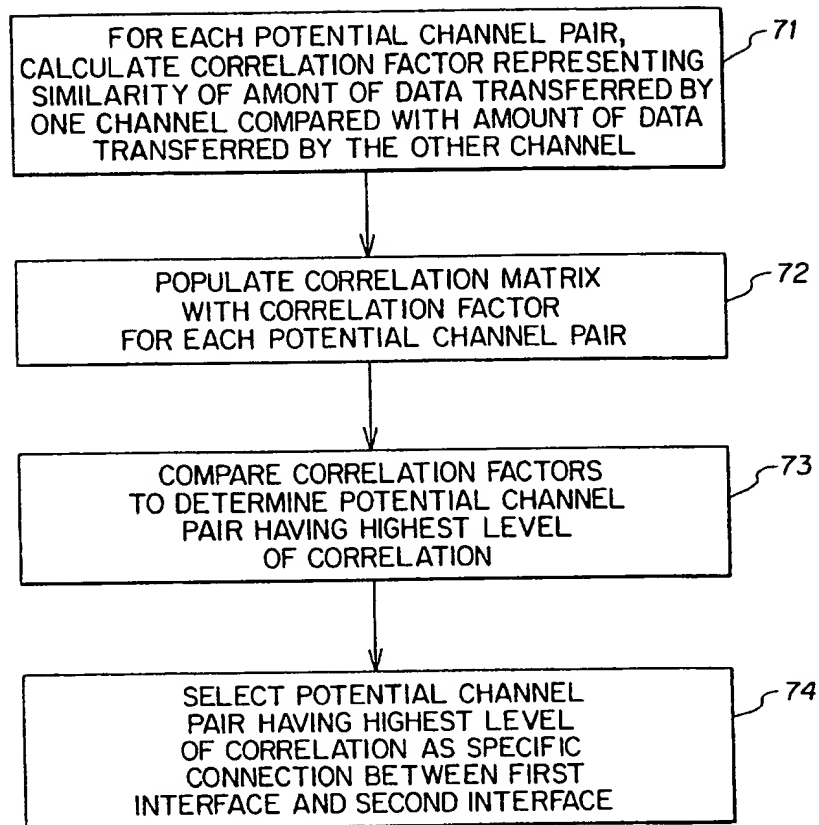 FOR EACH POTENTIAL CHANNEL PAIR,
CALCULATE CORRELATION FACTOR REPRESENTING
SIMILARITY OF AMONT OF DATA TRANSFERRED BY
ONE CHANNEL COMPARED WITH AMOUNT OF DATA
TRANSFERRED BY THE OTHER CHANNEL
71
POPULATE CORRELATION MATRIX
WITH CORRELATION FACTOR
FOR EACH POTENTIAL CHANNEL PAIR
72
COMPARE CORRELATION FACTORS
TO DETERMINE POTENTIAL CHANNEL
PAIR HAVING HIGHEST LEVEL
OF CORRELATION
73
SELECT POTENTIAL CHANNEL
PAIR HAVING HIGHEST LEVEL
OF CORRELATION AS SPECIFIC
CONNECTION BETWEEN FIRST
INTERFACE AND SECOND INTERFACE
74